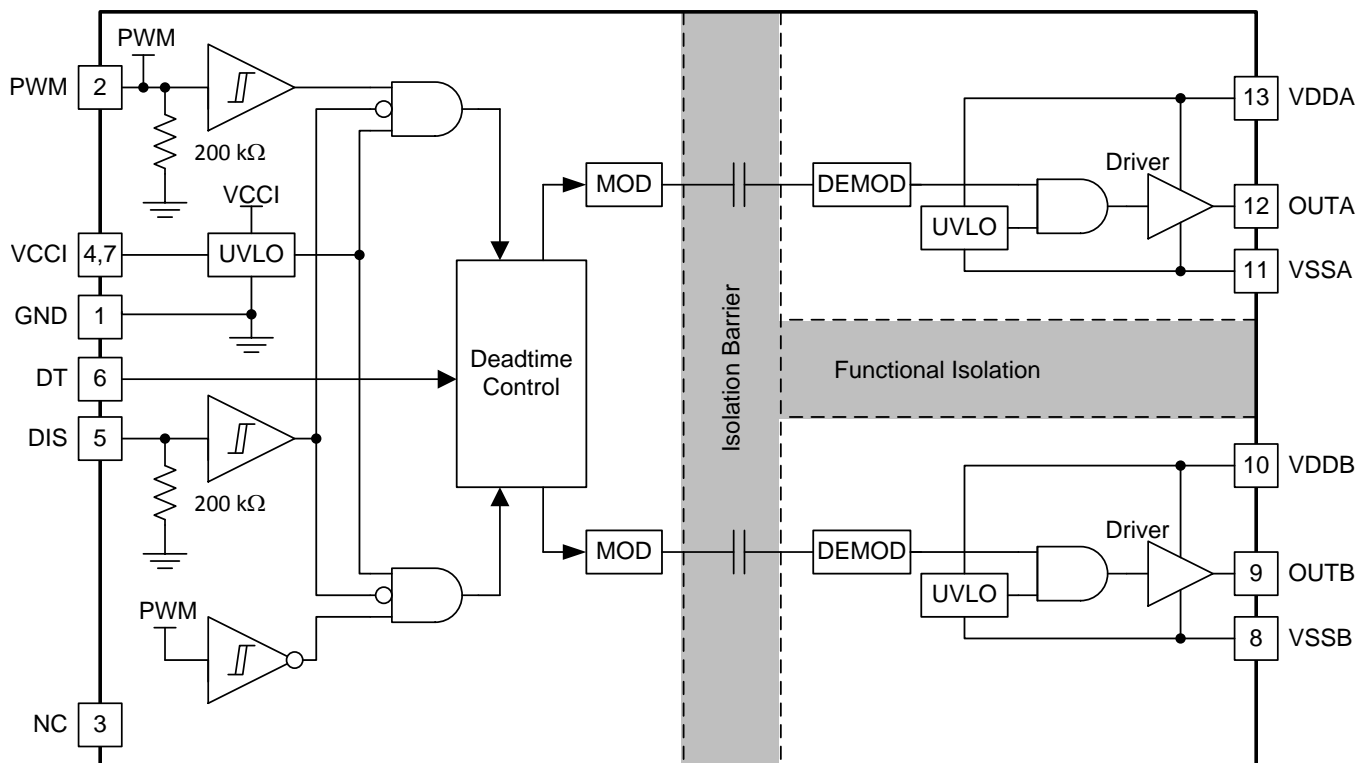 PWM
PWM
2
200 kΩ
VCCI
VCCI
4,7
UVLO
GND
1
DT
6
DIS
5
200 kΩ
PWM
NC
3
Deadtime
Control
MOD
MOD
Isolation Barrier
Functional Isolation
DEMOD
UVLO
Driver
13
VDDA
12
OUTA
11
VSSA
DEMOD
UVLO
Driver
10
VDDB
9
OUTB
8
VSSB